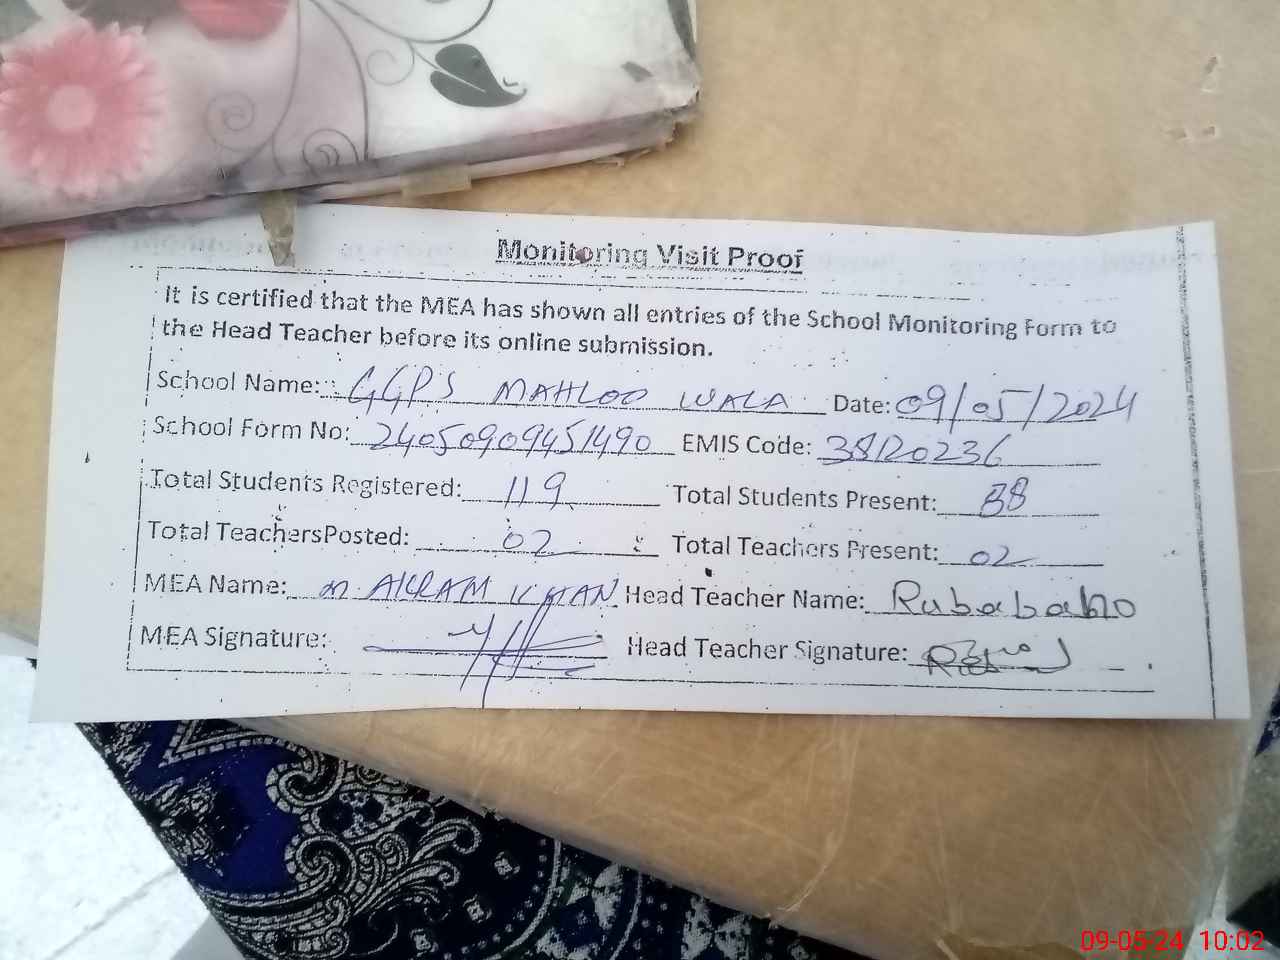 Monitoring Visit Proof
It is certified that the MEA has shown all entries of the School Monitoring Form to
the Head Teacher before its online submission.
School Name: GGPS MAHLOO WALA Date: 09/05/2024
School Form No: 24050909451490 EMIS Code: 38120236
Total Students Registered: 119 Total Students Present: 88
Total TeachersPosted: 02 Total Teachers Present: 02
MEA Name: M. AKRAM KHAN Head Teacher Name:
MEA Signature: Head Teacher Signature:
09-05-24 10:02